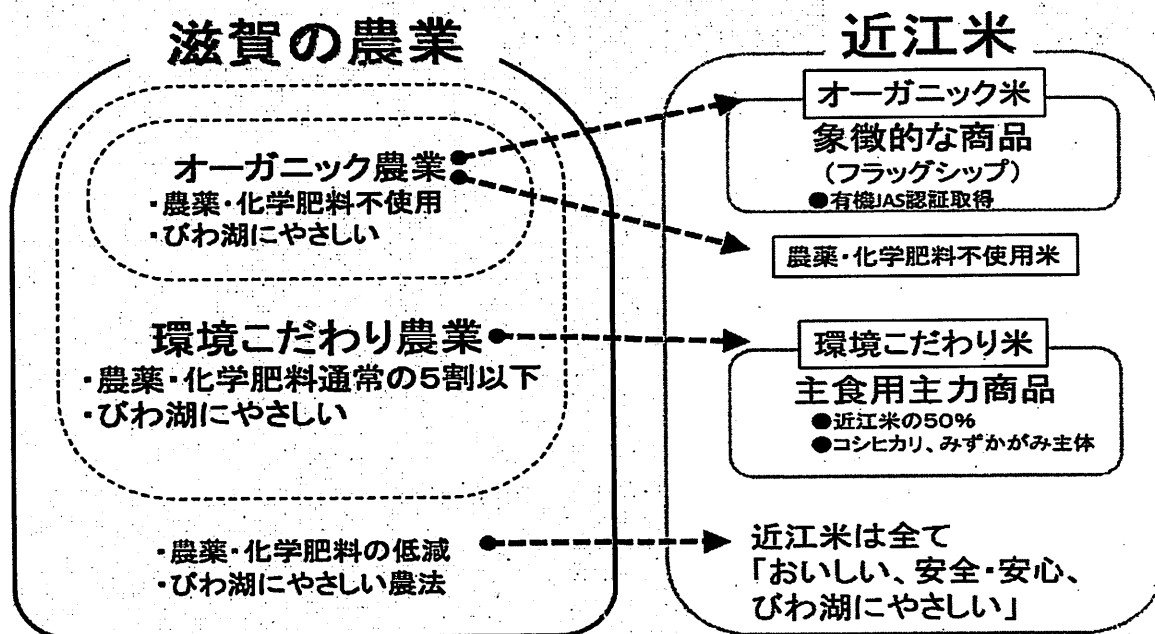 滋賀の農業
オーガニック農業
・農薬・化学肥料不使用
・びわ湖にやさしい
環境こだわり農業
・農薬・化学肥料通常の5割以下
・びわ湖にやさしい
・農薬・化学肥料の低減
・びわ湖にやさしい農法
近江米
オーガニック米
象徴的な商品
(フラッグシップ)
●有機JAS認証取得
農薬・化学肥料不使用米
環境こだわり米
主食用主力商品
●近江米の50%
●コシヒカリ、みずかがみ主体
近江米は全て
「おいしい、安全・安心、
びわ湖にやさしい」